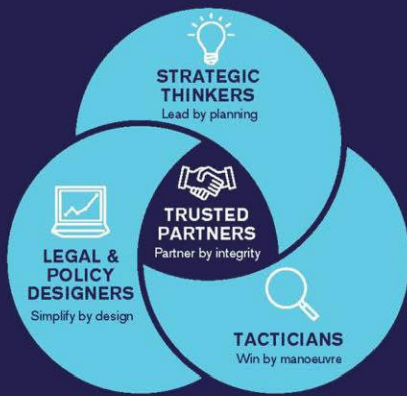 STRATEGIC
THINKERS
Lead by planning
TRUSTED
PARTNERS
Partner by integrity
LEGAL &
POLICY
DESIGNERS
Simplify by design
TACTICIANS
Win by manoeuvre